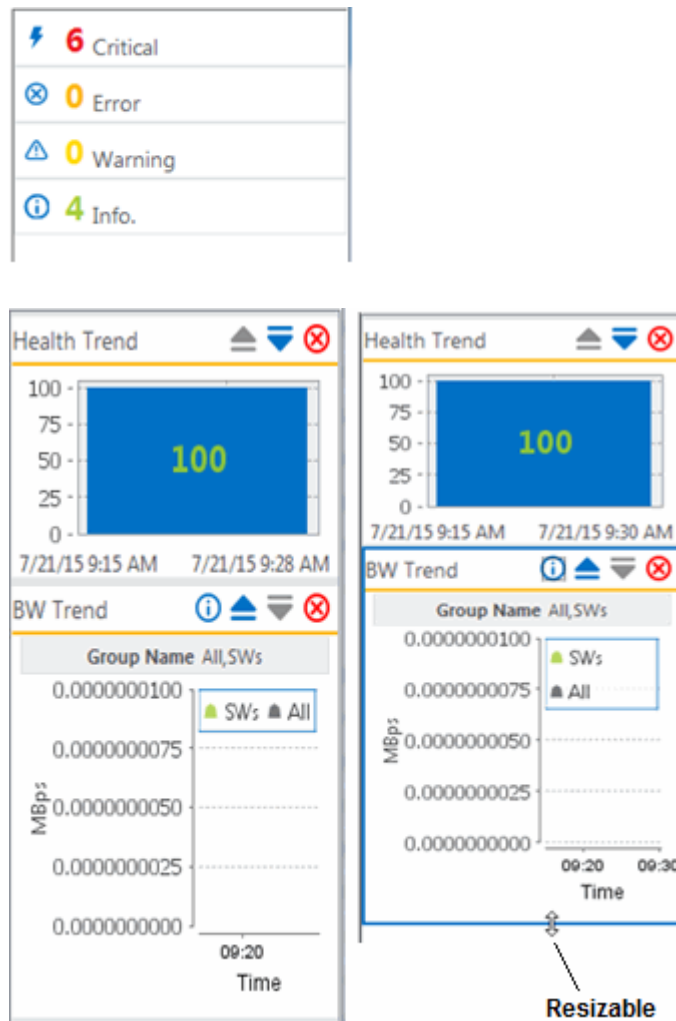 6 Critical
0 Error
0 Warning
4 Info.
Health Trend
100
75
50
25
0
100
7/21/15 9:15 AM 7/21/15 9:28 AM
BW Trend
Group Name All,SWs
0.0000000100
0.0000000075
0.0000000050
0.0000000025
0.0000000000
MBps
SWs All
09:20
Time
Health Trend
100
75
50
25
0
100
7/21/15 9:15 AM 7/21/15 9:30 AM
BW Trend
Group Name All,SWs
0.0000000100
0.0000000075
0.0000000050
0.0000000025
0.0000000000
MBps
SWs
All
09:20 09:30
Time
Resizable